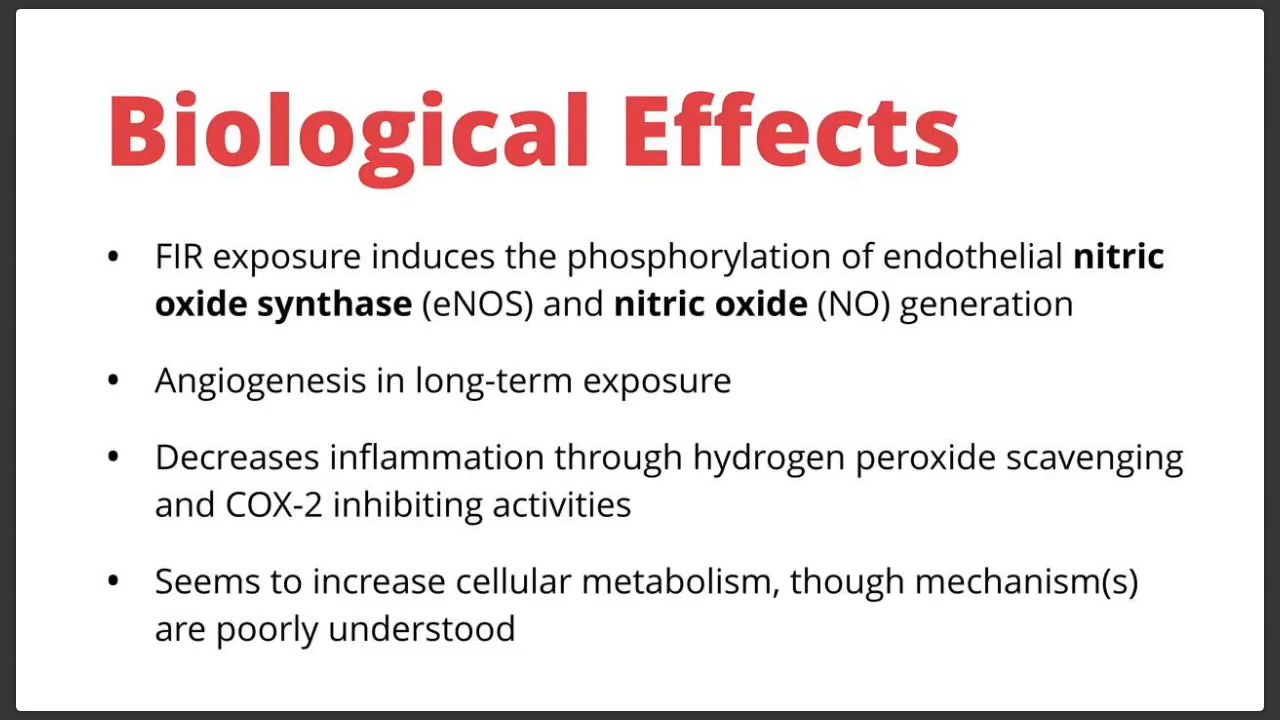 Biological Effects
• FIR exposure induces the phosphorylation of endothelial nitric
oxide synthase (eNOS) and nitric oxide (NO) generation
• Angiogenesis in long-term exposure
• Decreases inflammation through hydrogen peroxide scavenging
and COX-2 inhibiting activities
• Seems to increase cellular metabolism, though mechanism(s)
are poorly understood